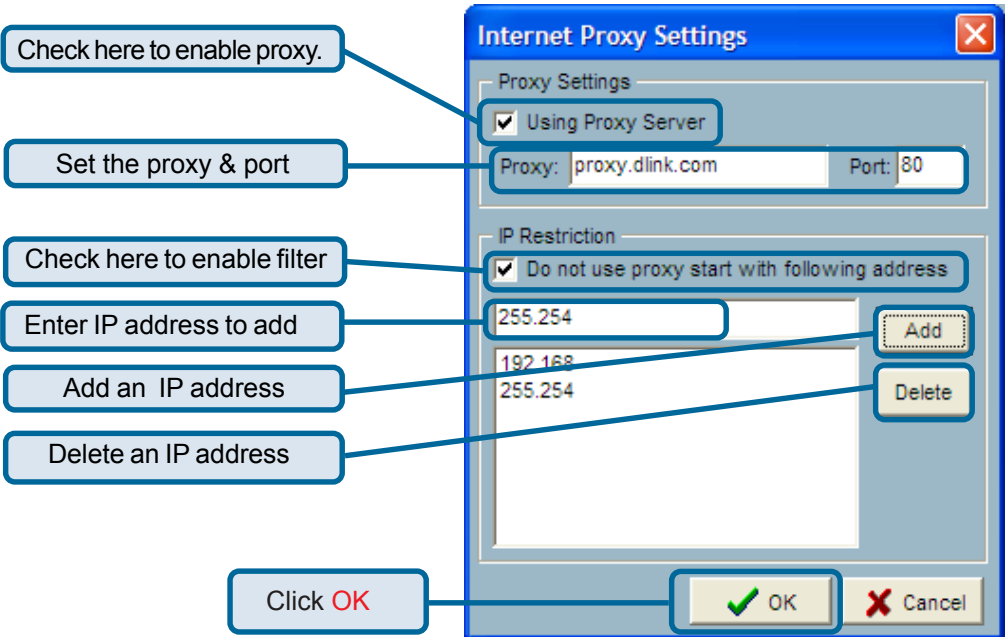 Internet Proxy Settings
Check here to enable proxy.
Proxy Settings
Using Proxy Server
Set the proxy & port
Proxy: proxy.dlink.com Port: 80
IP Restriction
Check here to enable filter
Do not use proxy start with following address
Enter IP address to add
255.254
Add
192.168
Add an IP address
255.254
Delete
Delete an IP address
Click OK
OK
Cancel